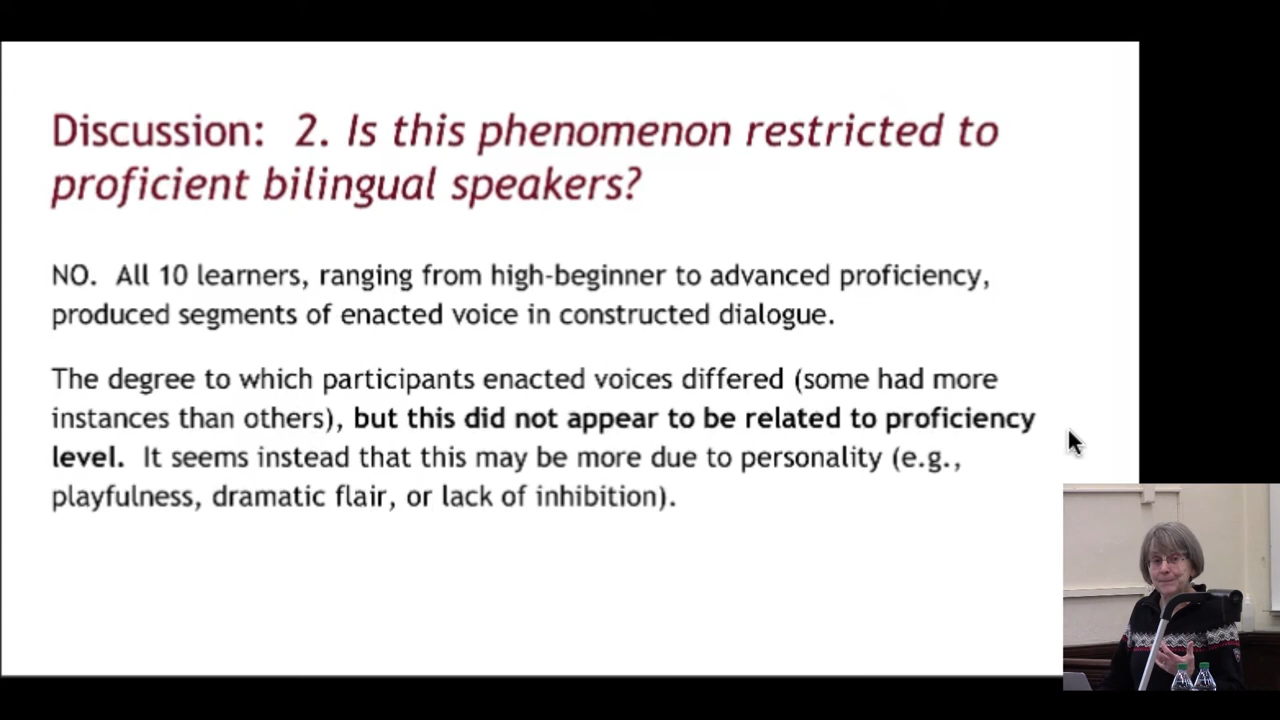 Discussion: 2. Is this phenomenon restricted to
proficient bilingual speakers?
NO. All 10 learners, ranging from high-beginner to advanced proficiency,
produced segments of enacted voice in constructed dialogue.
The degree to which participants enacted voices differed (some had more
instances than others), but this did not appear to be related to proficiency
level. It seems instead that this may be more due to personality (e.g.,
playfulness, dramatic flair, or lack of inhibition).